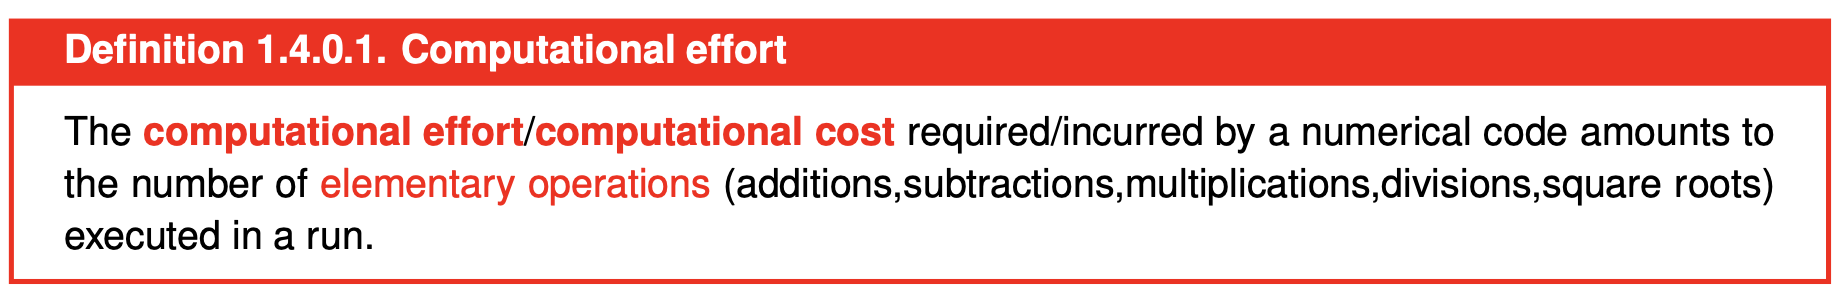 Definition 1.4.0.1. Computational effort
The computational effort/computational cost required/incurred by a numerical code amounts to
the number of elementary operations (additions,subtractions,multiplications,divisions,square roots)
executed in a run.